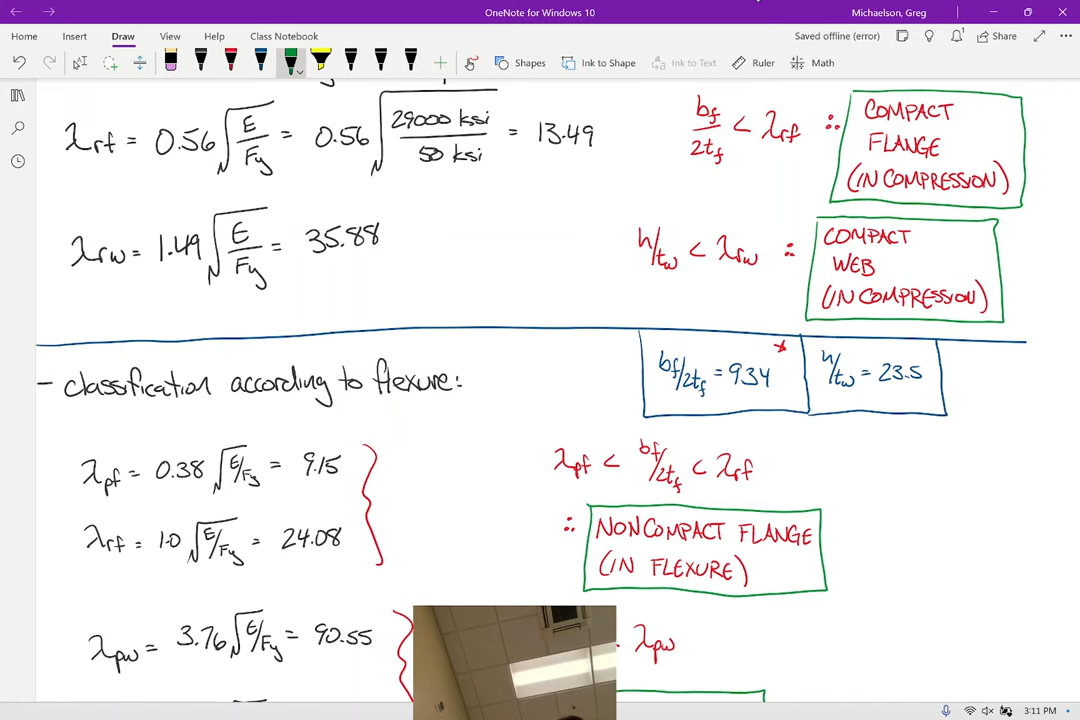 OneNote for Windows 10
Michaelson, Greg
Home Insert Draw View Help Class Notebook
Saved offline (error)
Share
Shapes Ink to Shape Ink to Text Ruler Math
λrf = 0.56 √(E/Fy) = 0.56 √(29000 ksi / 50 ksi) = 13.49
bf/2tf < λrf ∴ COMPACT
FLANGE
(IN COMPRESSION)
λrw = 1.49 √(E/Fy) = 35.88
h/tw < λrw ∴ COMPACT
WEB
(IN COMPRESSION)
- classification according to flexure:
bf/2tf = 9.34
h/tw = 23.5
λpf = 0.38 √(E/Fy) = 9.15
λpf < bf/2tf < λrf
λrf = 1.0 √(E/Fy) = 24.08
∴ NONCOMPACT FLANGE
(IN FLEXURE)
λpw = 3.76 √(E/Fy) = 90.55
λpw
3:11 PM